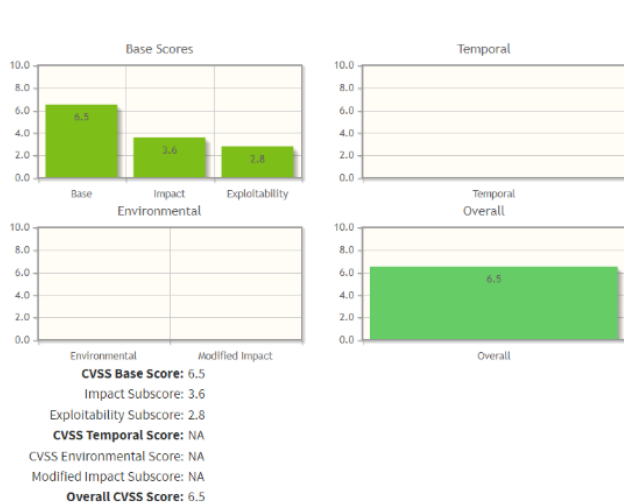 Base Scores
10.0
8.0
6.0
4.0
2.0
0.0
6.5
3.6
2.8
Base Impact Exploitability
Temporal
10.0
8.0
6.0
4.0
2.0
0.0
Temporal
Environmental
10.0
8.0
6.0
4.0
2.0
0.0
Environmental Modified Impact
Overall
10.0
8.0
6.0
4.0
2.0
0.0
6.5
Overall
CVSS Base Score: 6.5
Impact Subscore: 3.6
Exploitability Subscore: 2.8
CVSS Temporal Score: NA
CVSS Environmental Score: NA
Modified Impact Subscore: NA
Overall CVSS Score: 6.5